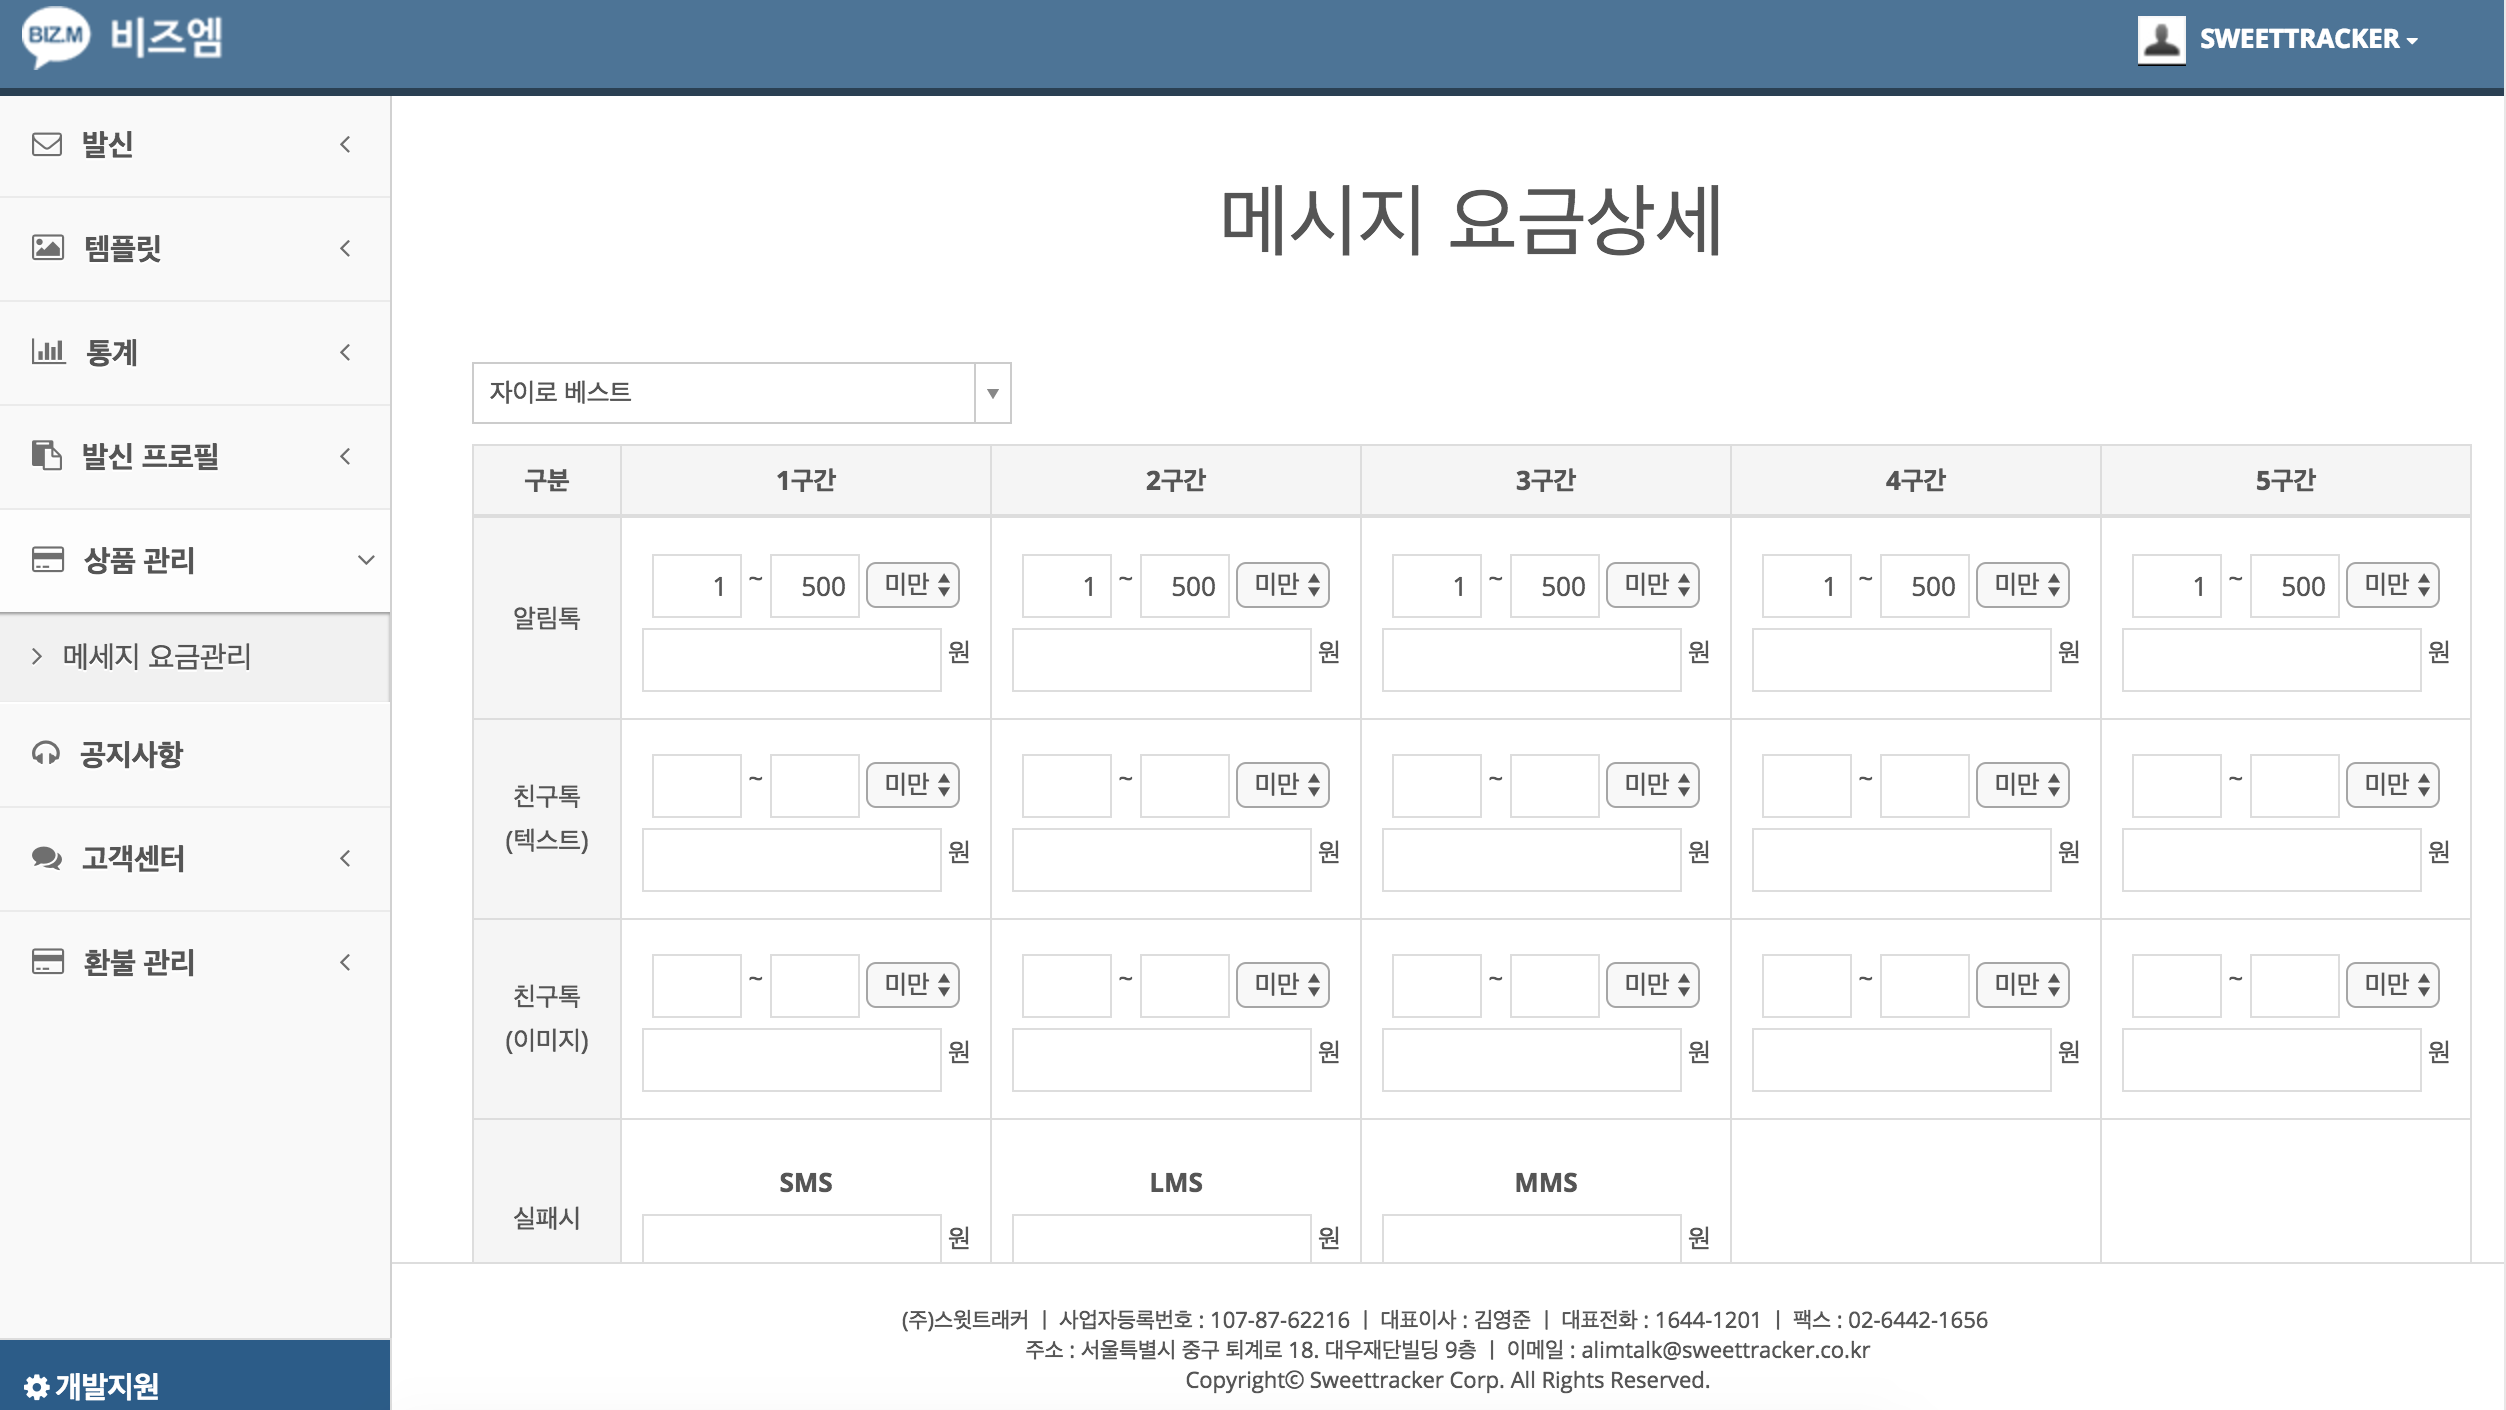 BIZ.M 비즈엠
SWEETTRACKER
발신
템플릿
통계
발신 프로필
상품 관리
메세지 요금관리
공지사항
고객센터
환불 관리
개발지원
메시지 요금상세
자이로 베스트
구분 1구간 2구간 3구간 4구간 5구간
1 ~ 500 미만 1 ~ 500 미만 1 ~ 500 미만 1 ~ 500 미만 1 ~ 500 미만
알림톡
원 원 원 원 원
~ 미만 ~ 미만 ~ 미만 ~ 미만 ~ 미만
친구톡
(텍스트)
원 원 원 원 원
~ 미만 ~ 미만 ~ 미만 ~ 미만 ~ 미만
친구톡
(이미지)
원 원 원 원 원
SMS LMS MMS
실패시
원 원 원
(주)스윗트래커 | 사업자등록번호 : 107-87-62216 | 대표이사 : 김영준 | 대표전화 : 1644-1201 | 팩스 : 02-6442-1656
주소 : 서울특별시 중구 퇴계로 18. 대우재단빌딩 9층 | 이메일 : alimtalk@sweettracker.co.kr
Copyright© Sweettracker Corp. All Rights Reserved.